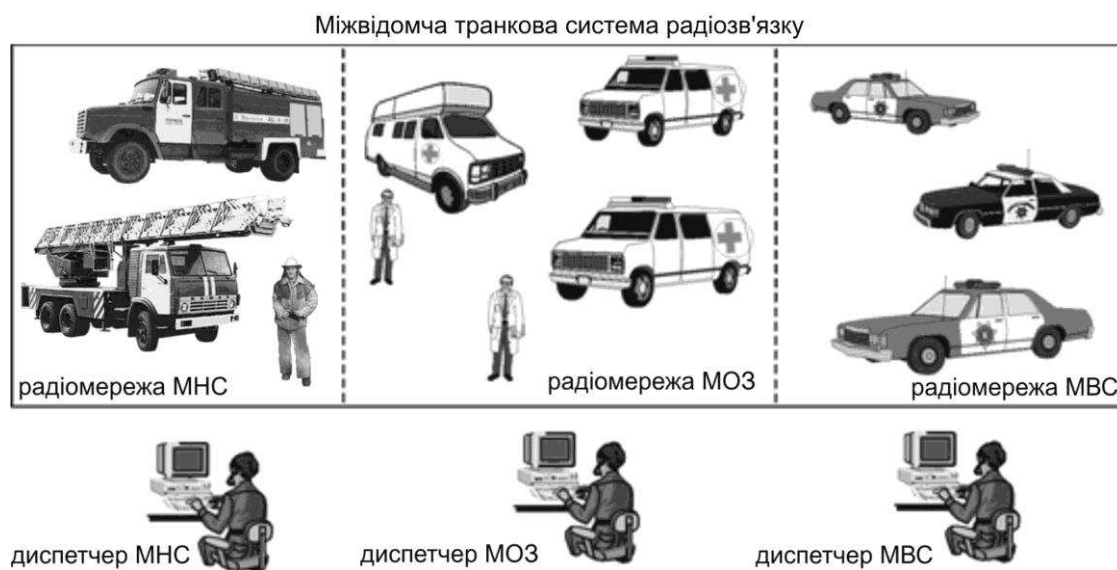 Міжвідомча транкова система радіозв'язку
радіомережа МНС
радіомережа МОЗ
радіомережа МВС
диспетчер МНС
диспетчер МОЗ
диспетчер МВС